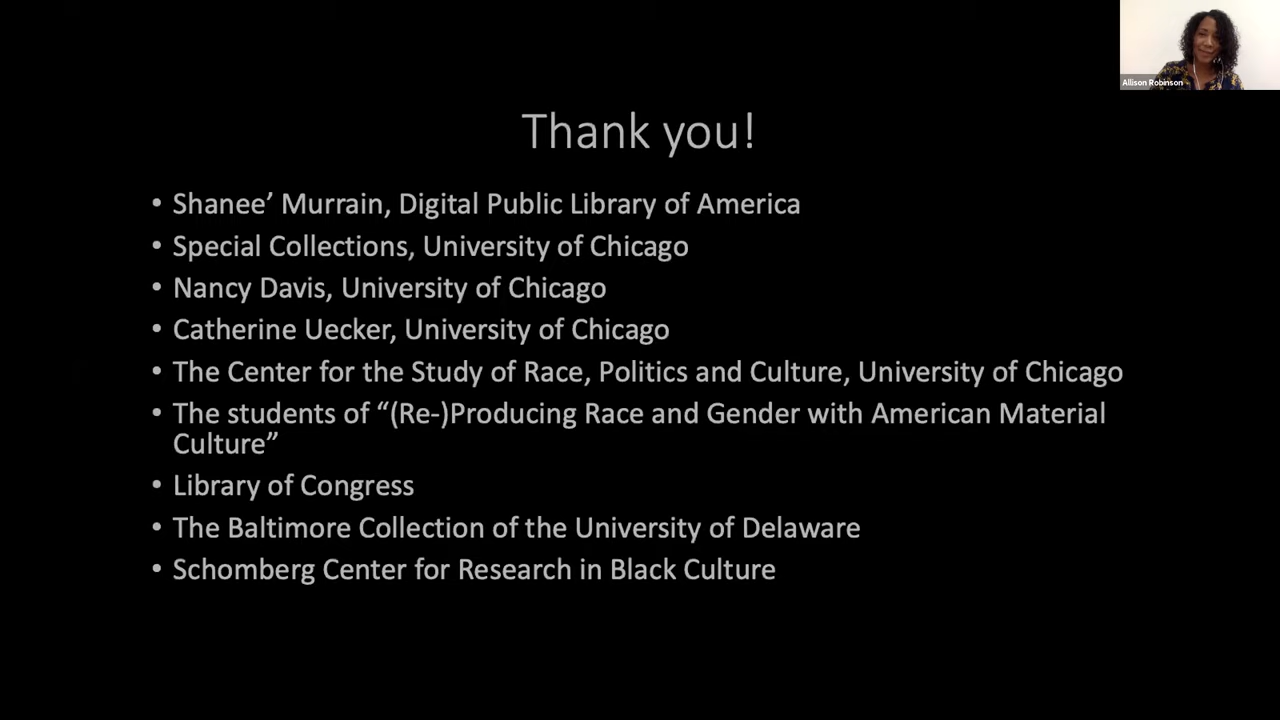 Allison Robinson
Thank you!
• Shanee’ Murrain, Digital Public Library of America
• Special Collections, University of Chicago
• Nancy Davis, University of Chicago
• Catherine Uecker, University of Chicago
• The Center for the Study of Race, Politics and Culture, University of Chicago
• The students of “(Re-)Producing Race and Gender with American Material
Culture”
• Library of Congress
• The Baltimore Collection of the University of Delaware
• Schomberg Center for Research in Black Culture